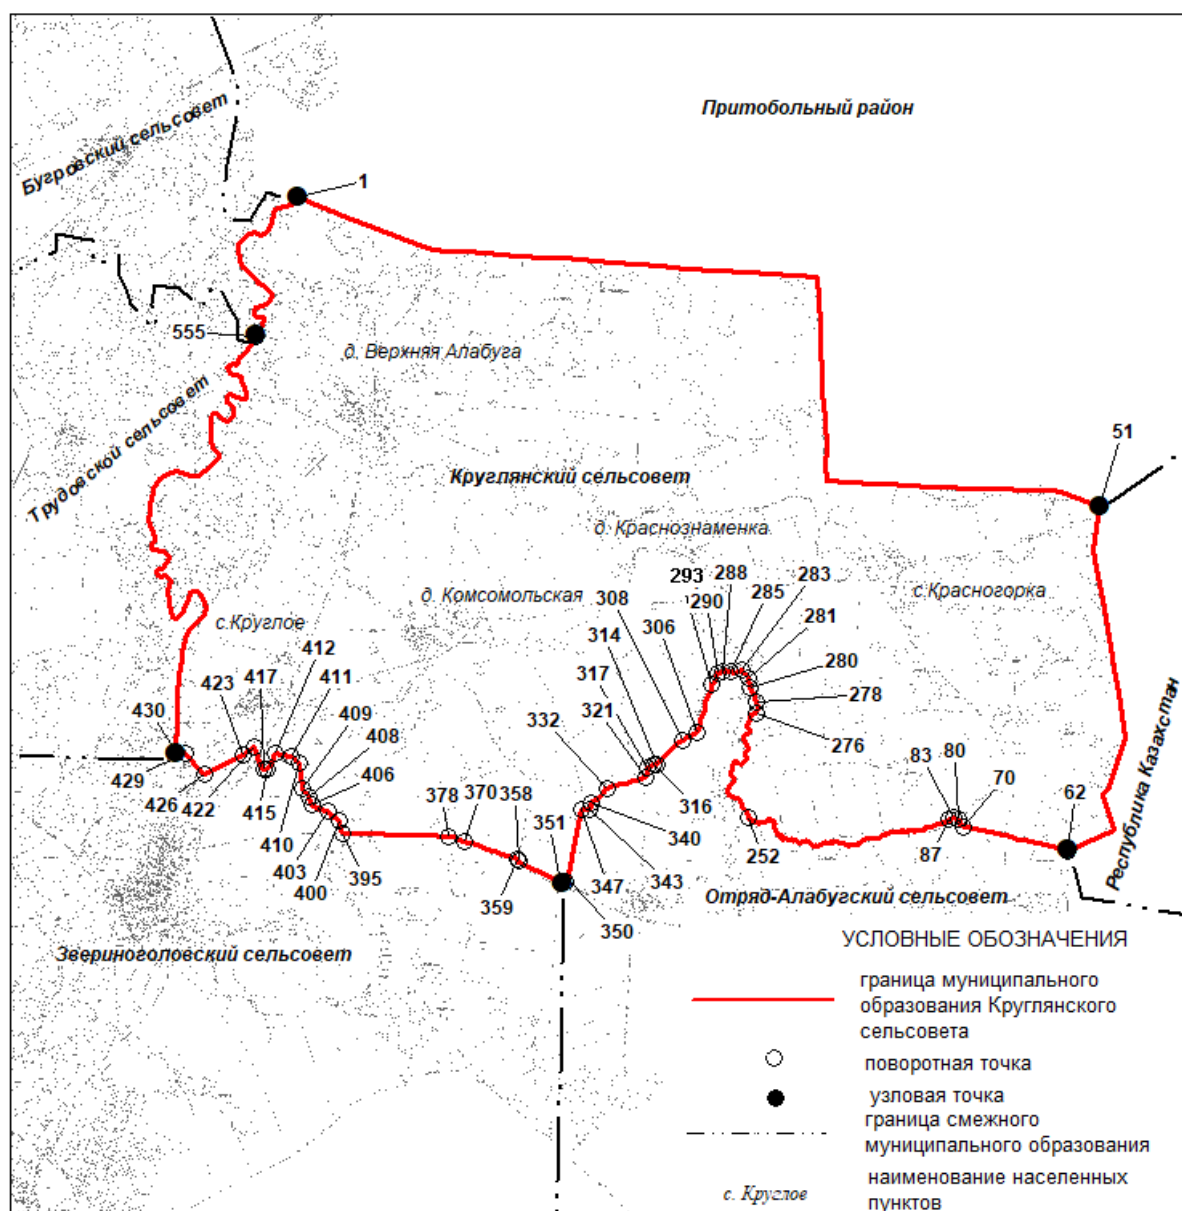 Притобольный район
Бугровский сельсовет
1
555
д. Верхняя Алабуга
Трудовской сельсовет
51
Круглянский сельсовет
д. Краснознаменка
293
288
283
285
с.Красногорка
д. Комсомольская
308
290
281
с.Круглое
314
306
412
280
423
417
411
317
278
430
409
321
332
276
408
83
80
429
406
358
70
426
422
415
378
370
316
62
Республика Казахстан
410
351
340
252
87
403
400
395
359
347
343
350
Отряд-Алабугский сельсовет
Звериноголовский сельсовет
УСЛОВНЫЕ ОБОЗНАЧЕНИЯ
граница муниципального
образования Круглянского
сельсовета
поворотная точка
узловая точка
граница смежного
муниципального образования
с. Круглое
наименование населенных
пунктов